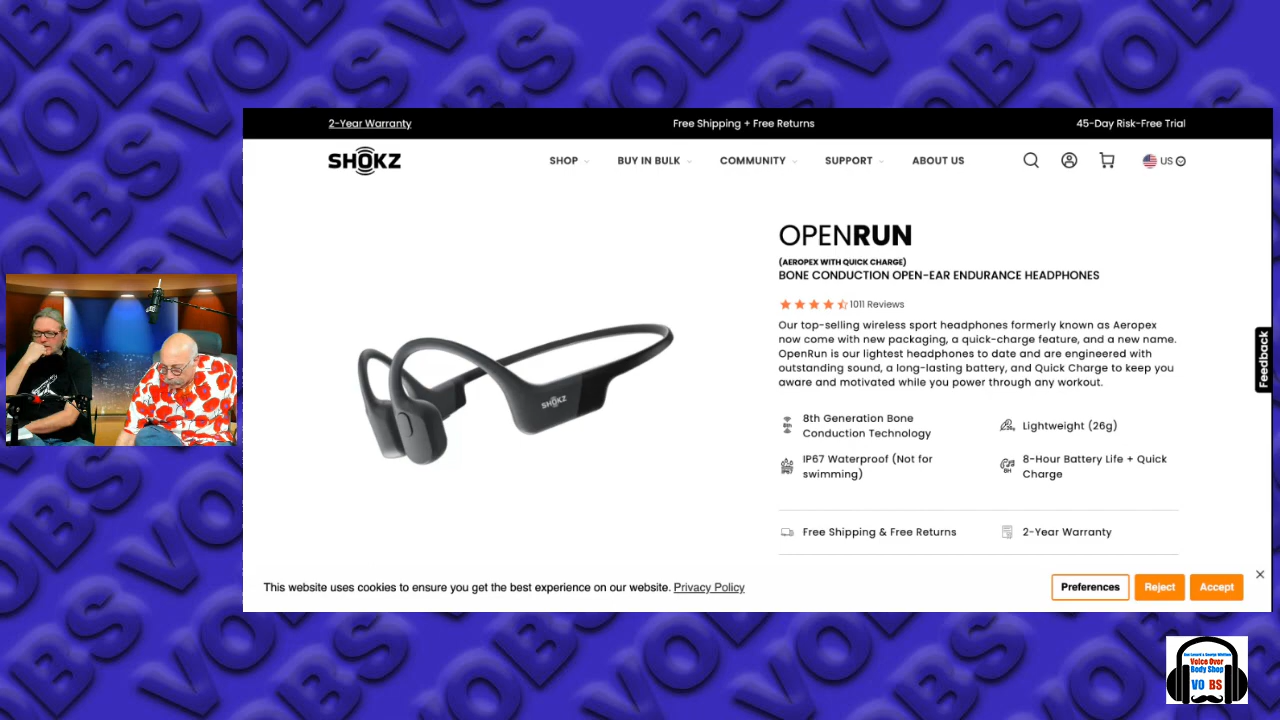 2-Year Warranty
Free Shipping + Free Returns
45-Day Risk-Free Trial
SHOKZ
SHOP
BUY IN BULK
COMMUNITY
SUPPORT
ABOUT US
US
OPENRUN
(AEROPEX WITH QUICK CHARGE)
BONE CONDUCTION OPEN-EAR ENDURANCE HEADPHONES
1011 Reviews
Our top-selling wireless sport headphones formerly known as Aeropex
now come with new packaging, a quick-charge feature, and a new name.
OpenRun is our lightest headphones to date and are engineered with
outstanding sound, a long-lasting battery, and Quick Charge to keep you
aware and motivated while you power through any workout.
8th Generation Bone
Conduction Technology
Lightweight (26g)
IP67 Waterproof (Not for
swimming)
8-Hour Battery Life + Quick
Charge
Free Shipping & Free Returns
2-Year Warranty
Feedback
SHOKZ
This website uses cookies to ensure you get the best experience on our website. Privacy Policy
Preferences
Reject
Accept
Voice Over
Body Shop
VO BS
VOBS